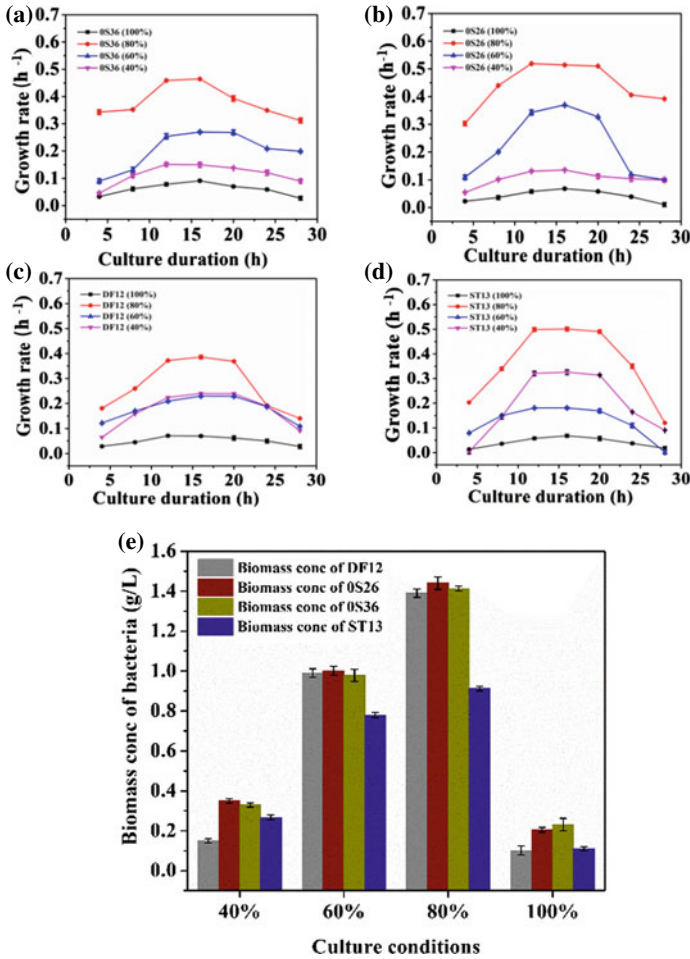 (a)
0S36 (100%)
0S36 (80%)
0S36 (60%)
0S36 (40%)
Growth rate (h⁻¹)
0.7
0.6
0.5
0.4
0.3
0.2
0.1
0.0
0 5 10 15 20 25 30
Culture duration (h)
(b)
0S26 (100%)
0S26 (80%)
0S26 (60%)
0S26 (40%)
Growth rate (h⁻¹)
0.7
0.6
0.5
0.4
0.3
0.2
0.1
0.0
0 5 10 15 20 25 30
Culture duration (h)
(c)
DF12 (100%)
DF12 (80%)
DF12 (60%)
DF12 (40%)
Growth rate (h⁻¹)
0.7
0.6
0.5
0.4
0.3
0.2
0.1
0.0
0 5 10 15 20 25 30
Culture duration (h)
(d)
ST13 (100%)
ST13 (80%)
ST13 (60%)
ST13 (40%)
Growth rate (h⁻¹)
0.7
0.6
0.5
0.4
0.3
0.2
0.1
0.0
0 5 10 15 20 25 30
Culture duration (h)
(e)
Biomass conc of DF12
Biomass conc of 0S26
Biomass conc of 0S36
Biomass conc of ST13
Biomass conc of bacteria (g/L)
1.6
1.4
1.2
1.0
0.8
0.6
0.4
0.2
0.0
40% 60% 80% 100%
Culture conditions